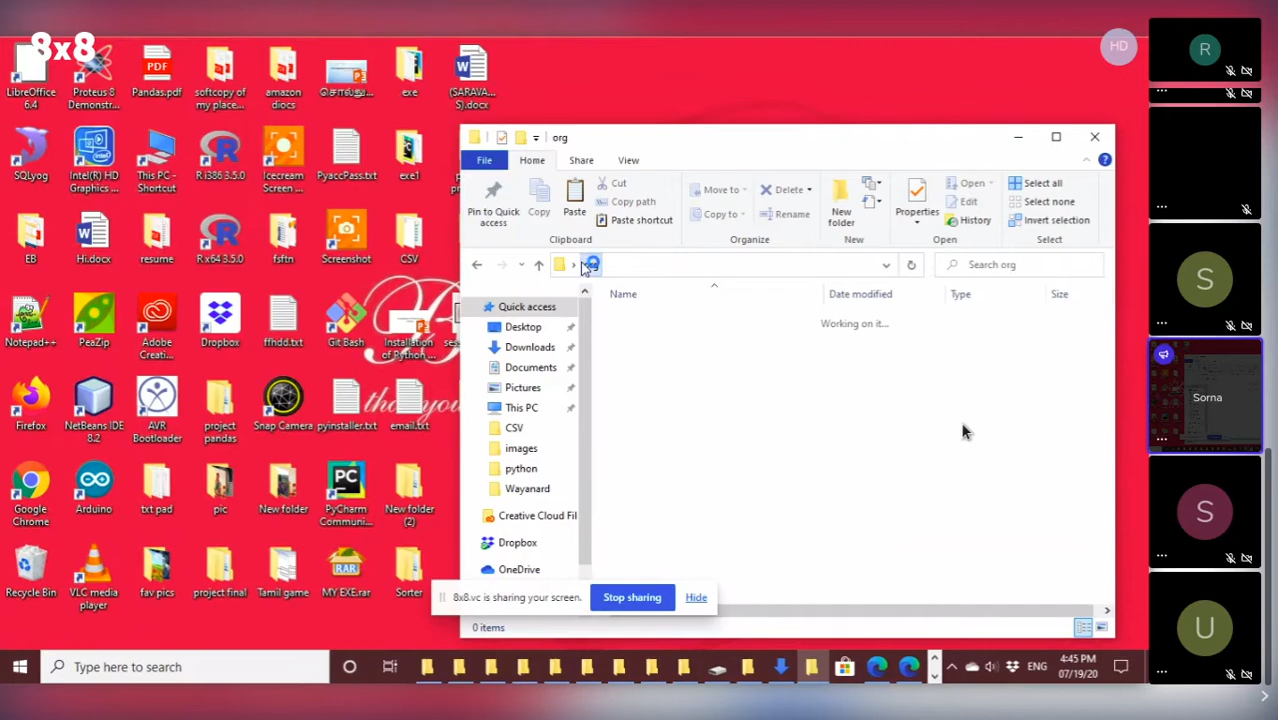 8x8
LibreOffice
6.4
Proteus 8
Demonstr...
PDF
Pandas.pdf
softcopy of
my place...
amazon
diocs
சொல்லு...
exe
(SARAVA...
S).docx
SQLyog
Intel(R) HD
Graphics ...
This PC -
Shortcut
R i386 3.5.0
Icecream
Screen ...
PyaccPass.txt
exe1
EB
Hi.docx
resume
R x64 3.5.0
fsftn
Screenshot
CSV
Notepad++
PeaZip
Adobe
Creati...
Dropbox
ffhdd.txt
Git Bash
Installation
of Python ...
Firefox
NetBeans IDE
8.2
AVR
Bootloader
project
pandas
Snap Camera
pyinstaller.txt
email.txt
Google
Chrome
Arduino
txt pad
pic
New folder
PC
PyCharm
Communi...
New folder
(2)
Recycle Bin
VLC media
player
fav pics
project final
Tamil game
RAR
MY EXE.rar
Sorter
org
File
Home
Share
View
Pin to Quick
access
Copy
Paste
Cut
Copy path
Paste shortcut
Clipboard
Move to
Copy to
Delete
Rename
Organize
New
folder
New
Properties
Open
Edit
History
Open
Select all
Select none
Invert selection
Select
Search org
Name
Date modified
Type
Size
Working on it...
Quick access
Desktop
Downloads
Documents
Pictures
This PC
CSV
images
python
Wayanard
Creative Cloud Fil
Dropbox
OneDrive
8x8.vc is sharing your screen.
Stop sharing
Hide
0 items
Type here to search
ENG
4:45 PM
07/19/20
HD
R
S
Sorna
S
U